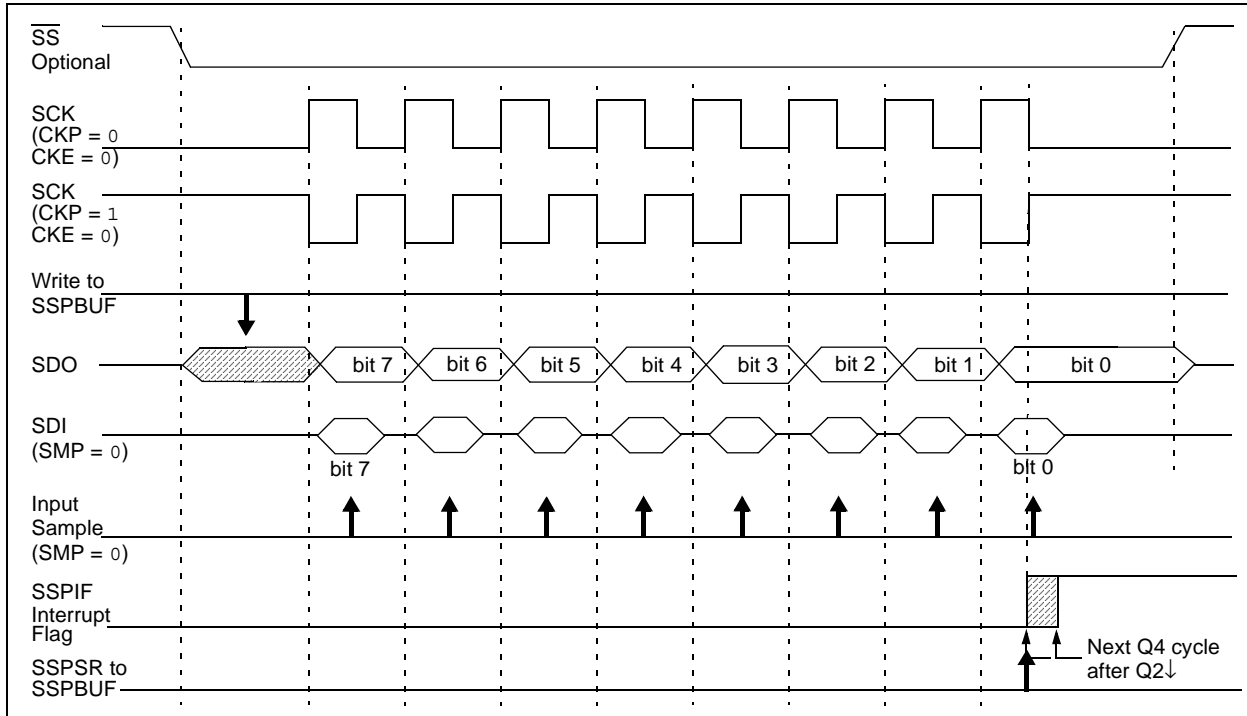 SS
Optional
SCK
(CKP = 0
CKE = 0)
SCK
(CKP = 1
CKE = 0)
Write to
SSPBUF
SDO
bit 7 bit 6 bit 5 bit 4 bit 3 bit 2 bit 1 bit 0
SDI
(SMP = 0)
bit 7 bit 0
Input
Sample
(SMP = 0)
SSPIF
Interrupt
Flag
SSPSR to
SSPBUF
Next Q4 cycle
after Q2↓